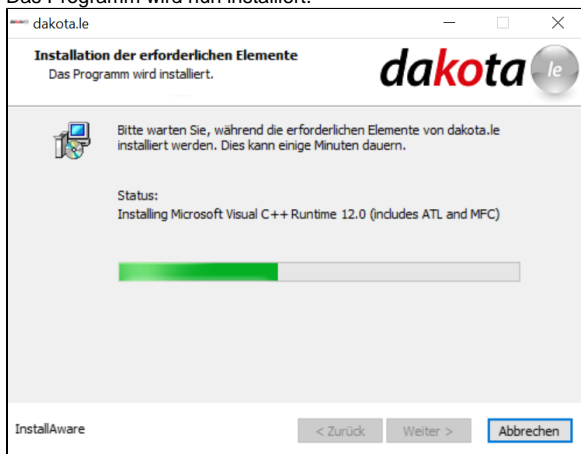 Das Programm wird nun installiert.
dakota.le
Installation der erforderlichen Elemente
Das Programm wird installiert.
dakota le
Bitte warten Sie, während die erforderlichen Elemente von dakota.le
installiert werden. Dies kann einige Minuten dauern.
Status:
Installing Microsoft Visual C++ Runtime 12.0 (includes ATL and MFC)
InstallAware
< Zurück
Weiter >
Abbrechen